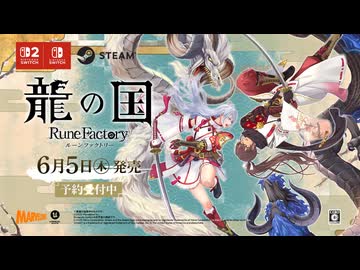 2 SWITCH SWITCH STEAM
龍の国
Rune Factory
ルーンファクトリー
6月5日(木)発売
予約受付中
MARVELOUS
C